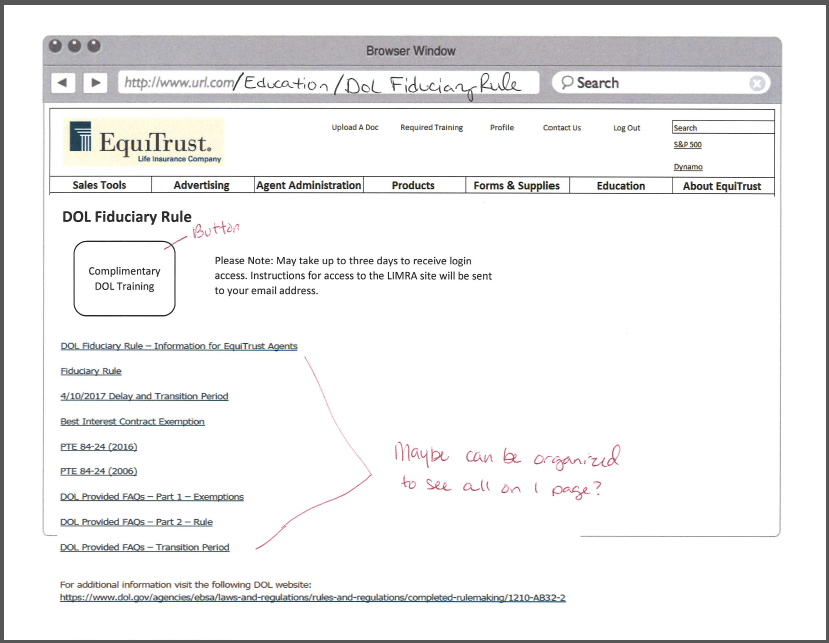 Browser Window
http://www.url.com/Education/DoL Fiduciary Rule
Search
EquiTrust.
Life Insurance Company
Upload A Doc Required Training Profile Contact Us Log Out Search
S&P 500
Dynamo
Sales Tools Advertising Agent Administration Products Forms & Supplies Education About EquiTrust
DOL Fiduciary Rule
Button
Complimentary
DOL Training
Please Note: May take up to three days to receive login
access. Instructions for access to the LIMRA site will be sent
to your email address.
DOL Fiduciary Rule – Information for EquiTrust Agents
Fiduciary Rule
4/10/2017 Delay and Transition Period
Best Interest Contract Exemption
PTE 84-24 (2016)
PTE 84-24 (2006)
DOL Provided FAQs – Part 1 – Exemptions
DOL Provided FAQs – Part 2 – Rule
DOL Provided FAQs – Transition Period
Maybe can be organized
to see all on 1 page?
For additional information visit the following DOL website:
https://www.dol.gov/agencies/ebsa/laws-and-regulations/rules-and-regulations/completed-rulemaking/1210-AB32-2